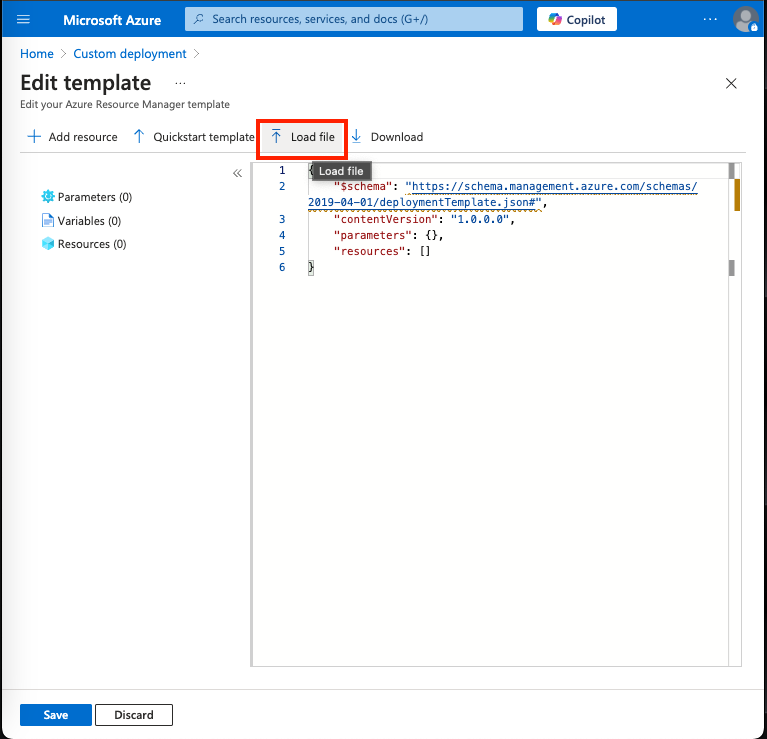 Microsoft Azure
Search resources, services, and docs (G+/)
Copilot
Home > Custom deployment >
Edit template ...
Edit your Azure Resource Manager template
Add resource
Quickstart template
Load file
Download
Load file
Parameters (0)
Variables (0)
Resources (0)
1 {
2 "$schema": "https://schema.management.azure.com/schemas/
2019-04-01/deploymentTemplate.json#",
3 "contentVersion": "1.0.0.0",
4 "parameters": {},
5 "resources": []
6 }
Save
Discard